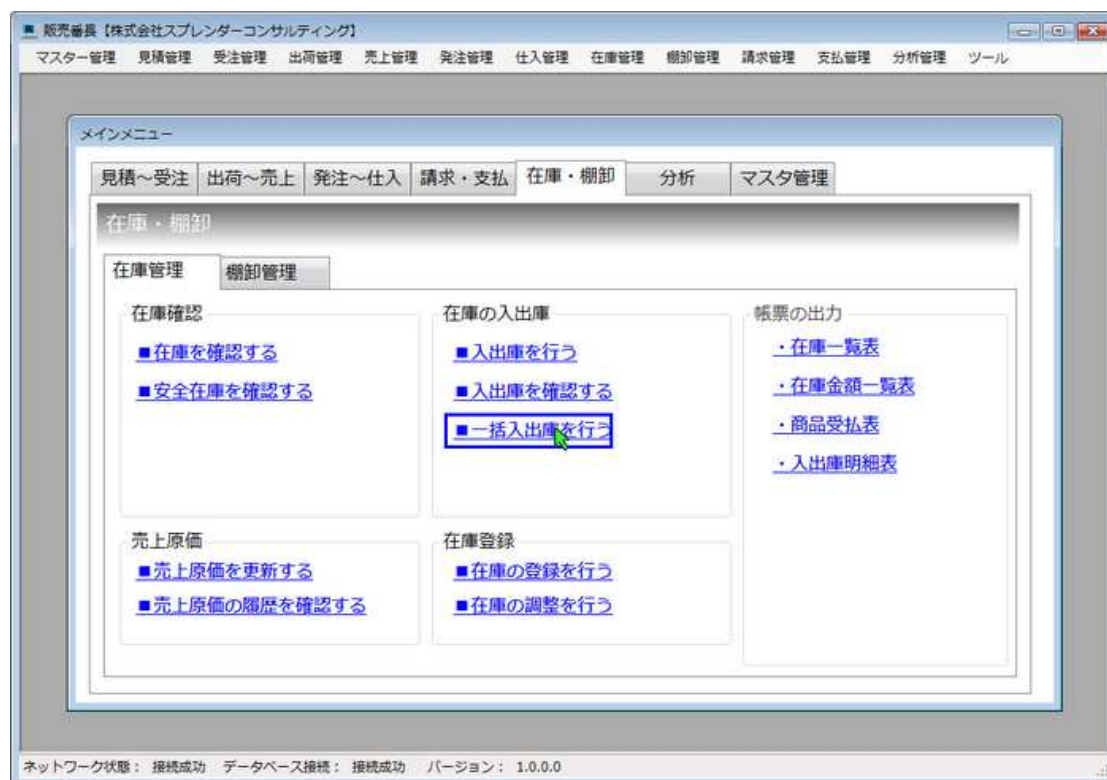 販売番長【株式会社スプレンダーコンサルティング】
マスター管理 見積管理 受注管理 出荷管理 売上管理 発注管理 仕入管理 在庫管理 棚卸管理 請求管理 支払管理 分析管理 ツール
メインメニュー
見積～受注 出荷～売上 発注～仕入 請求・支払 在庫・棚卸 分析 マスタ管理
在庫・棚卸
在庫管理 棚卸管理
在庫確認
■在庫を確認する
■安全在庫を確認する
在庫の入出庫
■入出庫を行う
■入出庫を確認する
■一括入出庫を行う
帳票の出力
・在庫一覧表
・在庫金額一覧表
・商品受払表
・入出庫明細表
売上原価
■売上原価を更新する
■売上原価の履歴を確認する
在庫登録
■在庫の登録を行う
■在庫の調整を行う
ネットワーク状態： 接続成功 データベース接続： 接続成功 バージョン： 1.0.0.0